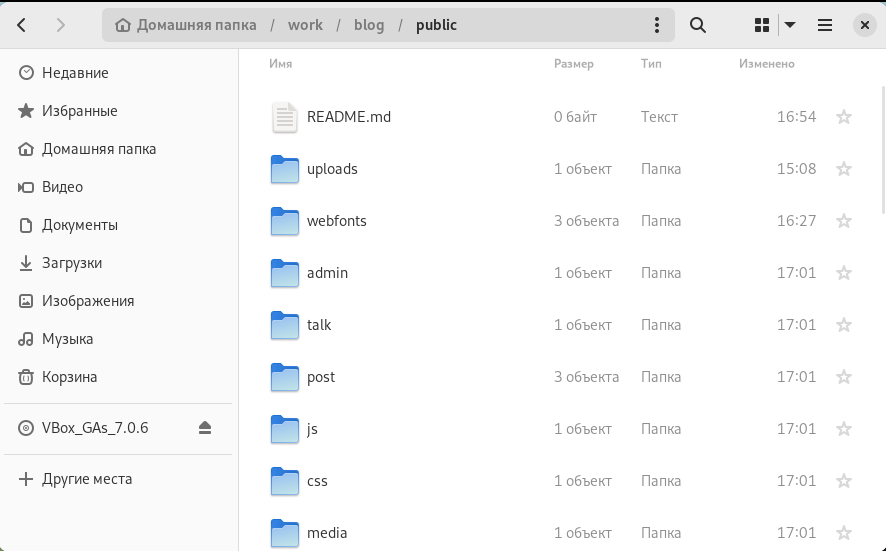 Домашняя папка / work / blog / public
Недавние
Избранные
Домашняя папка
Видео
Документы
Загрузки
Изображения
Музыка
Корзина
VBox_GAs_7.0.6
Другие места
Имя Размер Тип Изменено
README.md 0 байт Текст 16:54
uploads 1 объект Папка 15:08
webfonts 3 объекта Папка 16:27
admin 1 объект Папка 17:01
talk 1 объект Папка 17:01
post 3 объекта Папка 17:01
js 1 объект Папка 17:01
css 1 объект Папка 17:01
media 1 объект Папка 17:01